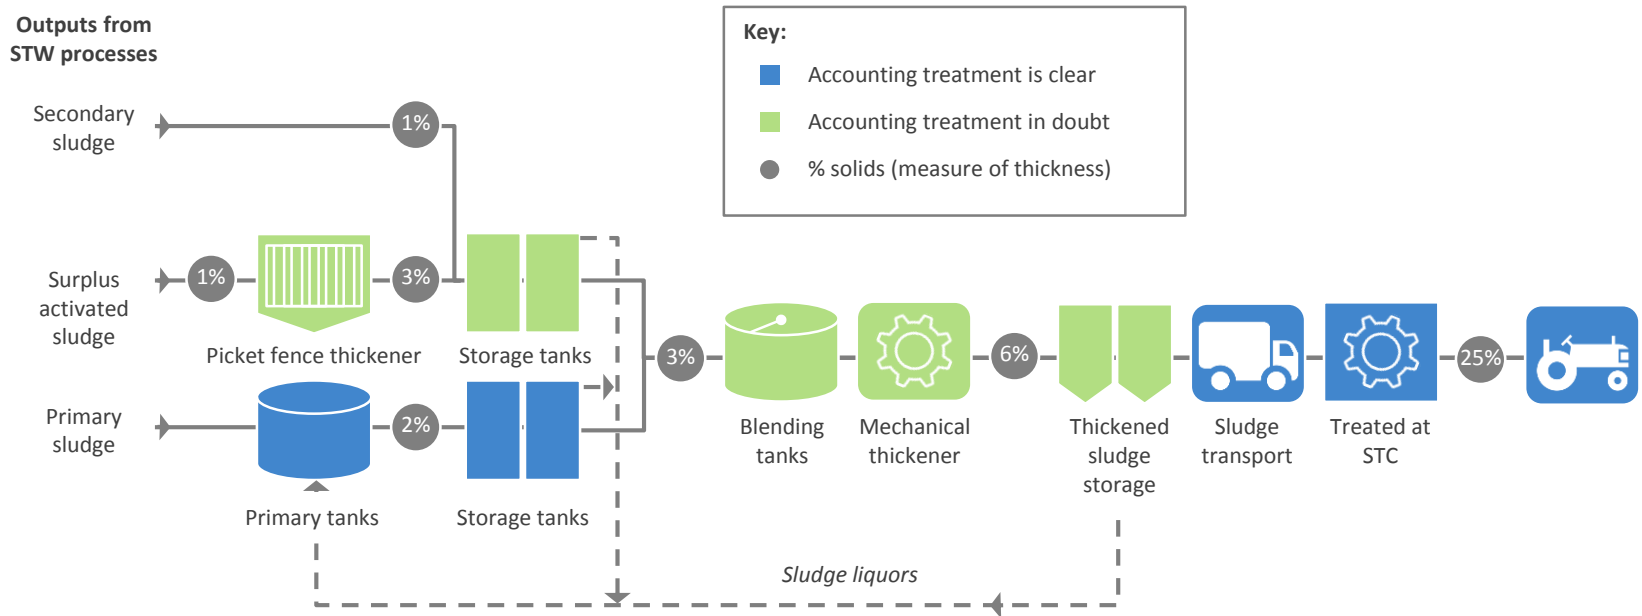 Outputs from
STW processes
Key:
Accounting treatment is clear
Accounting treatment in doubt
% solids (measure of thickness)
Secondary
sludge
1%
Surplus
activated
sludge
1%
3%
Picket fence thickener
Storage tanks
Primary
sludge
2%
Primary tanks
Storage tanks
3%
Blending
tanks
Mechanical
thickener
6%
Thickened
sludge
storage
Sludge
transport
Treated at
STC
25%
Sludge liquors